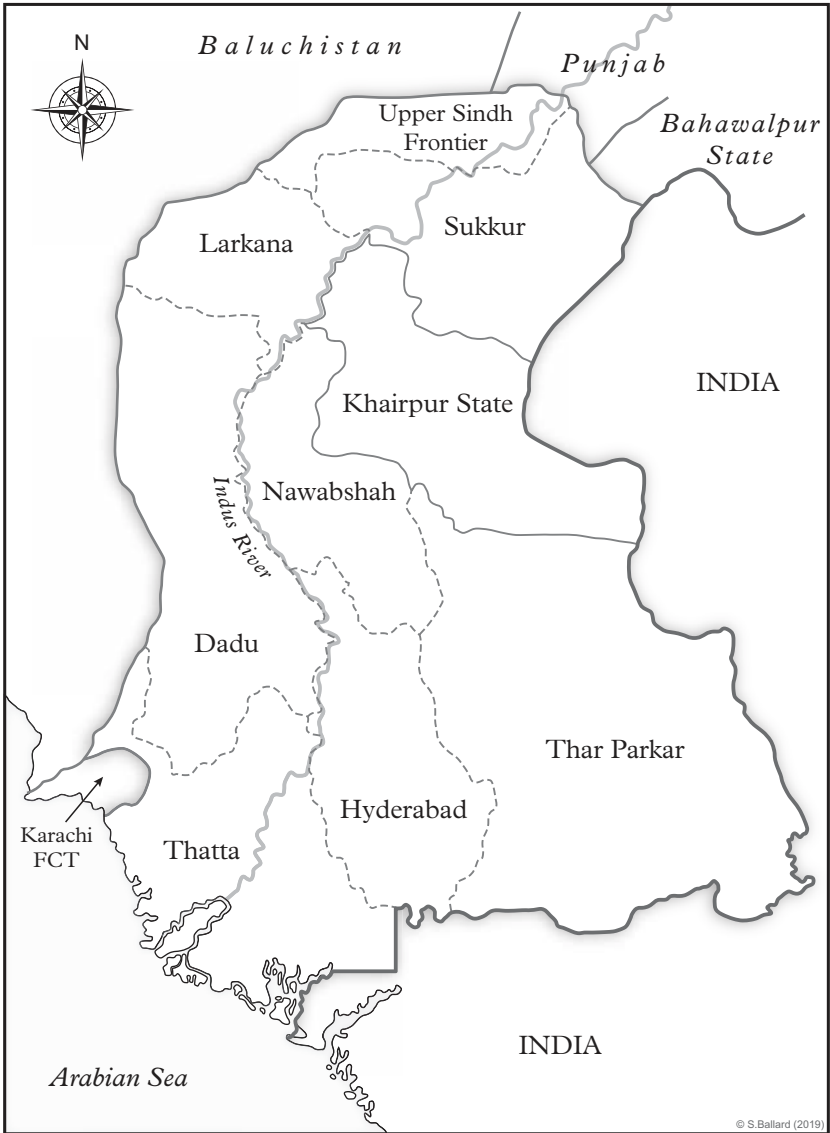 N
Baluchistan
Punjab
Upper Sindh
Frontier
Bahawalpur
State
Larkana
Sukkur
INDIA
Khairpur State
Nawabshah
Indus River
Dadu
Thar Parkar
Hyderabad
Karachi
FCT
Thatta
INDIA
Arabian Sea
© S.Ballard (2019)